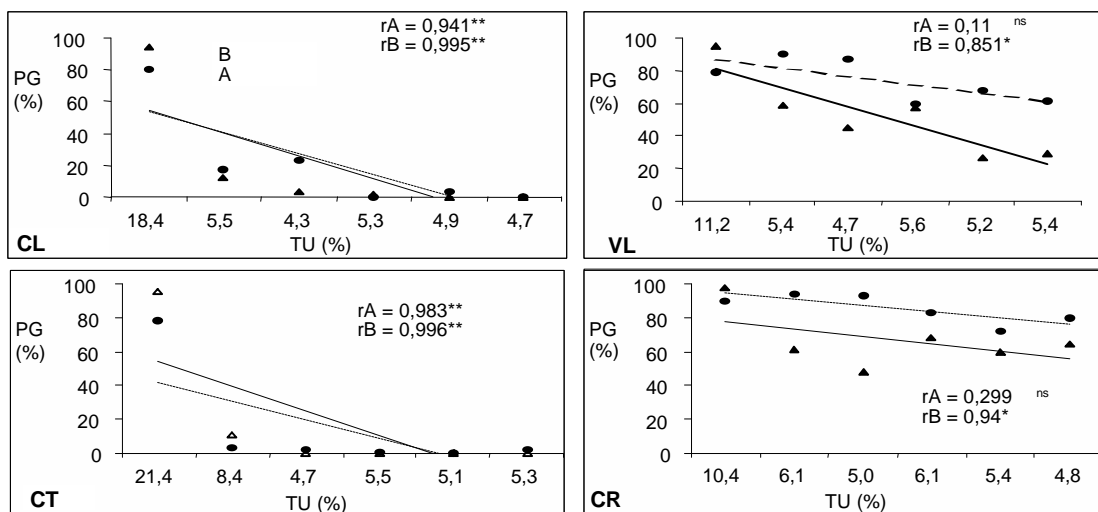 rA = 0,941**
rB = 0,995**
B
A
PG
(%)
100
80
60
40
20
0
18,4 5,5 4,3 5,3 4,9 4,7
TU (%)
CL
rA = 0,11 ns
rB = 0,851*
PG
(%)
100
80
60
40
20
0
11,2 5,4 4,7 5,6 5,2 5,4
TU (%)
VL
rA = 0,983**
rB = 0,996**
PG
(%)
100
80
60
40
20
0
21,4 8,4 4,7 5,5 5,1 5,3
TU (%)
CT
PG
(%)
100
80
60
40
20
0
rA = 0,299 ns
rB = 0,94*
10,4 6,1 5,0 6,1 5,4 4,8
TU (%)
CR